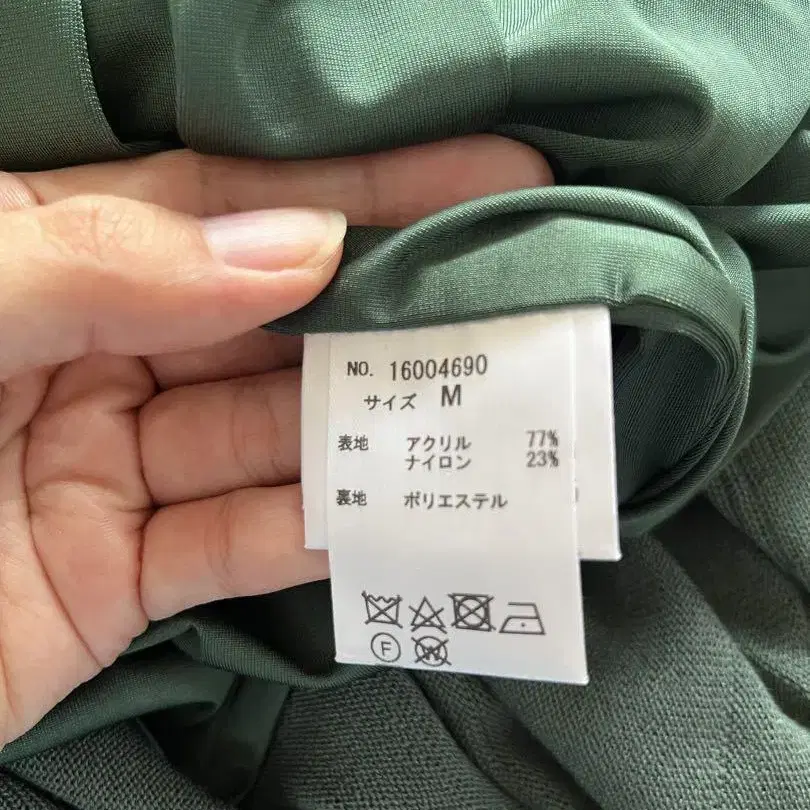 NO. 16004690
サイズ M
表地 アクリル 77%
ナイロン 23%
裏地 ポリエステル
F W